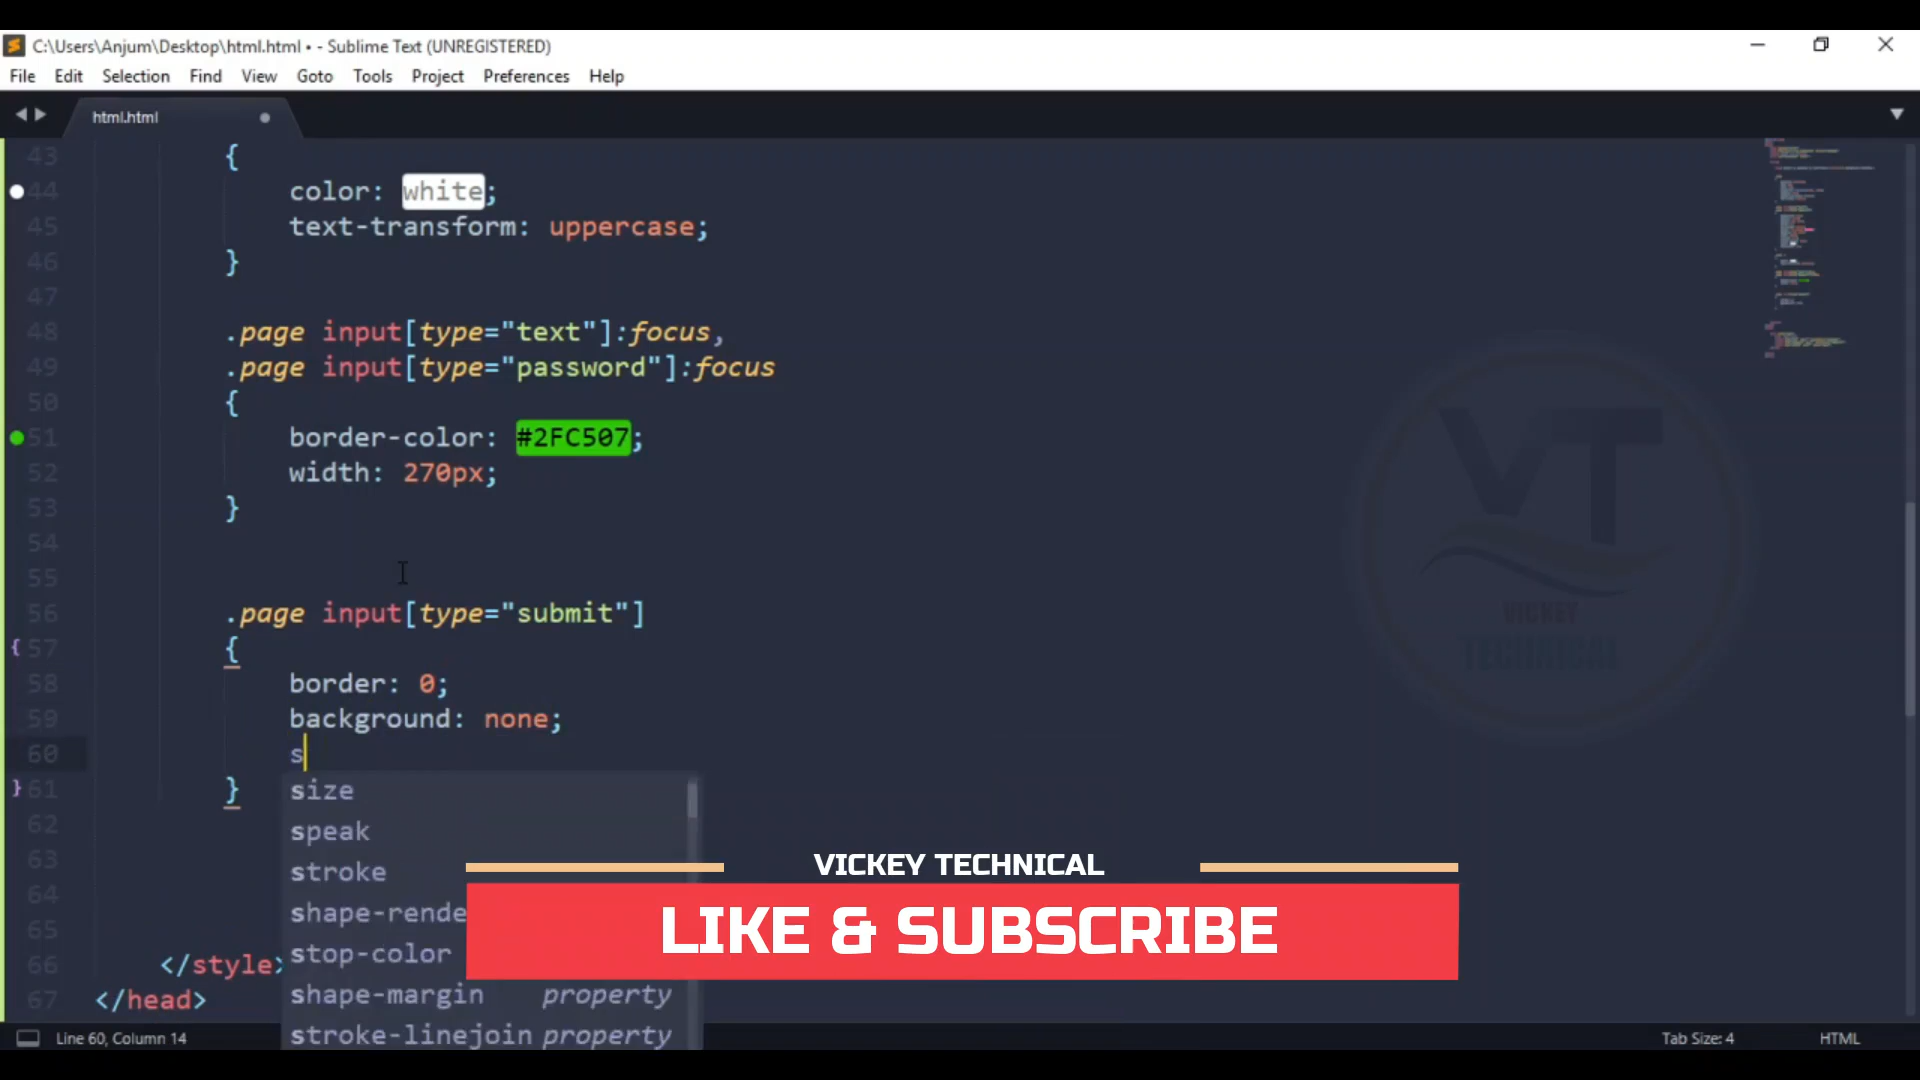 C:\Users\Anjum\Desktop\html.html • - Sublime Text (UNREGISTERED)
File Edit Selection Find View Goto Tools Project Preferences Help
html.html
43 {
44 color: white;
45 text-transform: uppercase;
46 }
47
48 .page input[type="text"]:focus,
49 .page input[type="password"]:focus
50 {
51 border-color: #2FC507;
52 width: 270px;
53 }
54
55
56 .page input[type="submit"]
{ 57 {
58 border: 0;
59 background: none;
60 s
} 61 }
size
62
speak
63
stroke
64
shape-rende
65
stop-color
66 </style>
shape-margin property
67 </head>
stroke-linejoin property
VT
VICKEY
TECHNICAL
VICKEY TECHNICAL
LIKE & SUBSCRIBE
Line 60, Column 14
Tab Size: 4
HTML